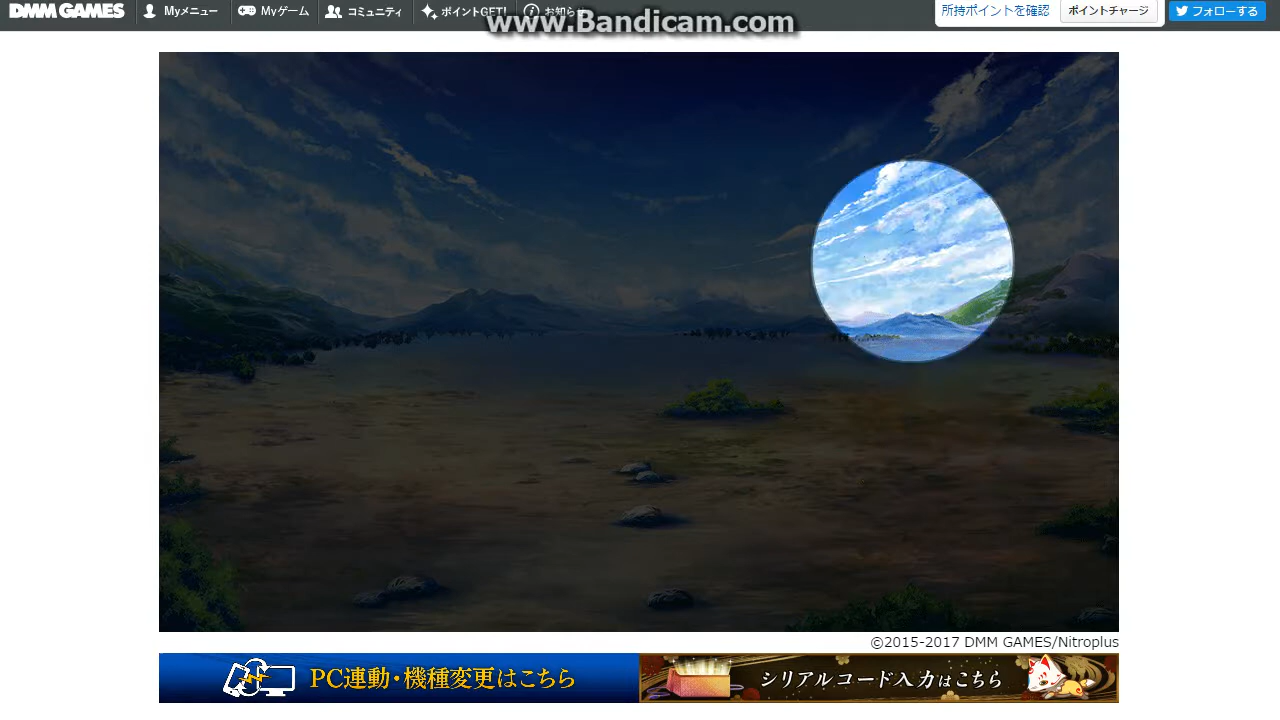 DMM GAMES Myメニュー Myゲーム コミュニティ ポイントGET! お知らせ 所持ポイントを確認 ポイントチャージ フォローする
www.Bandicam.com
©2015-2017 DMM GAMES/Nitroplus
PC連動・機種変更はこちら シリアルコード入力はこちら